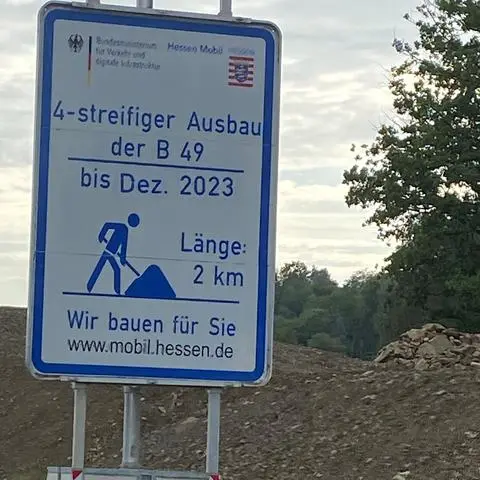 Bundesministerium
für Verkehr und
digitale Infrastruktur
Hessen Mobil
HESSEN
4-streifiger Ausbau
der B 49
bis Dez. 2023
Länge:
2 km
Wir bauen für Sie
www.mobil.hessen.de